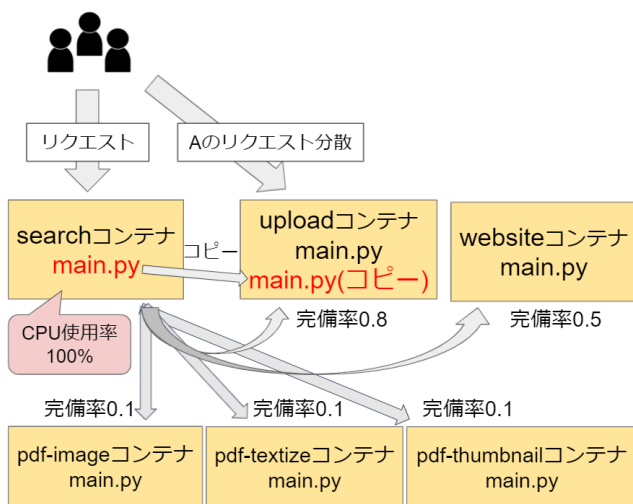 リクエスト
Aのリクエスト分散
searchコンテナ
main.py
コピー
uploadコンテナ
main.py
main.py(コピー)
websiteコンテナ
main.py
CPU使用率
100%
完備率0.8
完備率0.5
完備率0.1
完備率0.1
完備率0.1
pdf-imageコンテナ
main.py
pdf-textizeコンテナ
main.py
pdf-thumbnailコンテナ
main.py